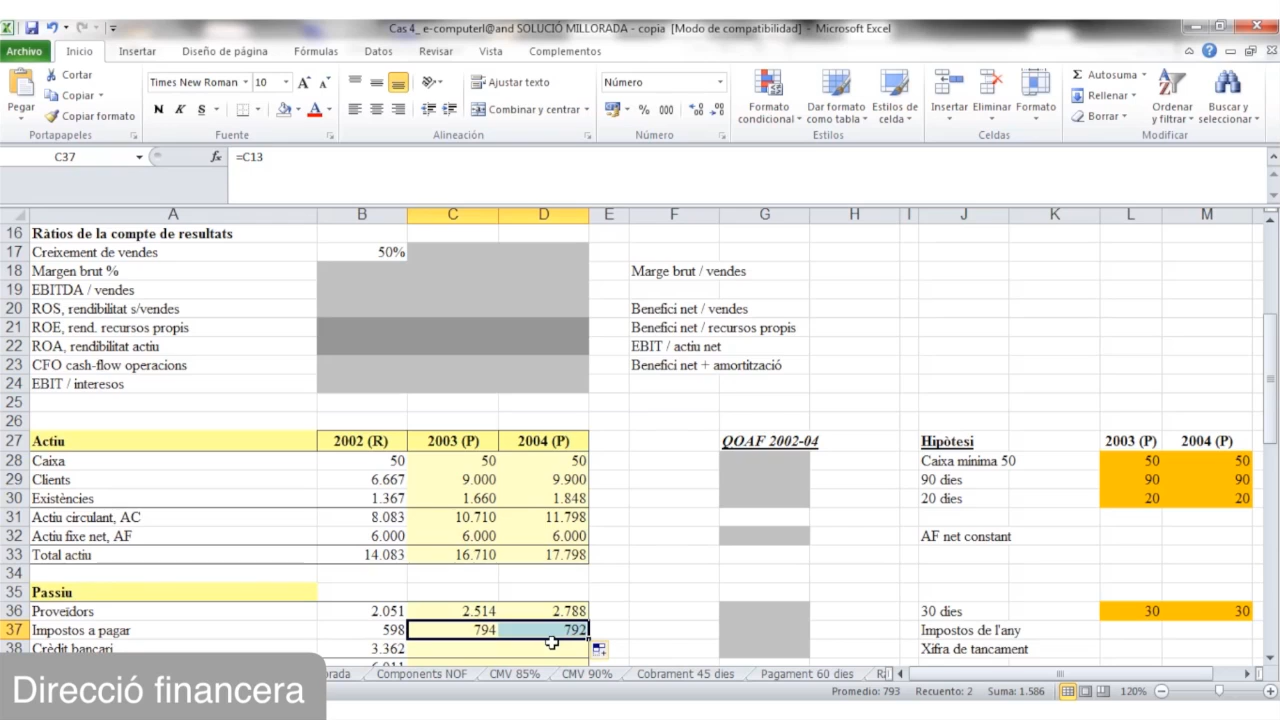 Cas 4_ e-computerl@and SOLUCIÓ MILLORADA - copia [Modo de compatibilidad] - Microsoft Excel
Archivo Inicio Insertar Diseño de página Fórmulas Datos Revisar Vista Complementos
Pegar
Cortar
Copiar
Copiar formato
Portapapeles
Times New Roman 10
N K S
Fuente
Ajustar texto
Combinar y centrar
Alineación
Número
% 000
Número
Formato condicional
Dar formato como tabla
Estilos de celda
Estilos
Insertar Eliminar Formato
Celdas
Autosuma
Rellenar
Borrar
Ordenar y filtrar
Buscar y seleccionar
Modificar
C37 fx =C13
A B C D E F G H I J K L M
16 Ràtios de la compte de resultats
17 Creixement de vendes 50%
18 Margen brut % Marge brut / vendes
19 EBITDA / vendes
20 ROS, rendibilitat s/vendes Benefici net / vendes
21 ROE, rend. recursos propis Benefici net / recursos propis
22 ROA, rendibilitat actiu EBIT / actiu net
23 CFO cash-flow operacions Benefici net + amortització
24 EBIT / interesos
25
26
27 Actiu 2002 (R) 2003 (P) 2004 (P) QOAF 2002-04 Hipòtesi 2003 (P) 2004 (P)
28 Caixa 50 50 50 Caixa mínima 50 50 50
29 Clients 6.667 9.000 9.900 90 dies 90 90
30 Existències 1.367 1.660 1.848 20 dies 20 20
31 Actiu circulant, AC 8.083 10.710 11.798
32 Actiu fixe net, AF 6.000 6.000 6.000 AF net constant
33 Total actiu 14.083 16.710 17.798
34
35 Passiu
36 Proveïdors 2.051 2.514 2.788 30 dies 30 30
37 Impostos a pagar 598 794 792 Impostos de l'any
38 Crèdit bancari 3.362 Xifra de tancament
Components NOF CMV 85% CMV 90% Cobrament 45 dies Pagament 60 dies
Promedio: 793 Recuento: 2 Suma: 1.586 120%
Direcció financera